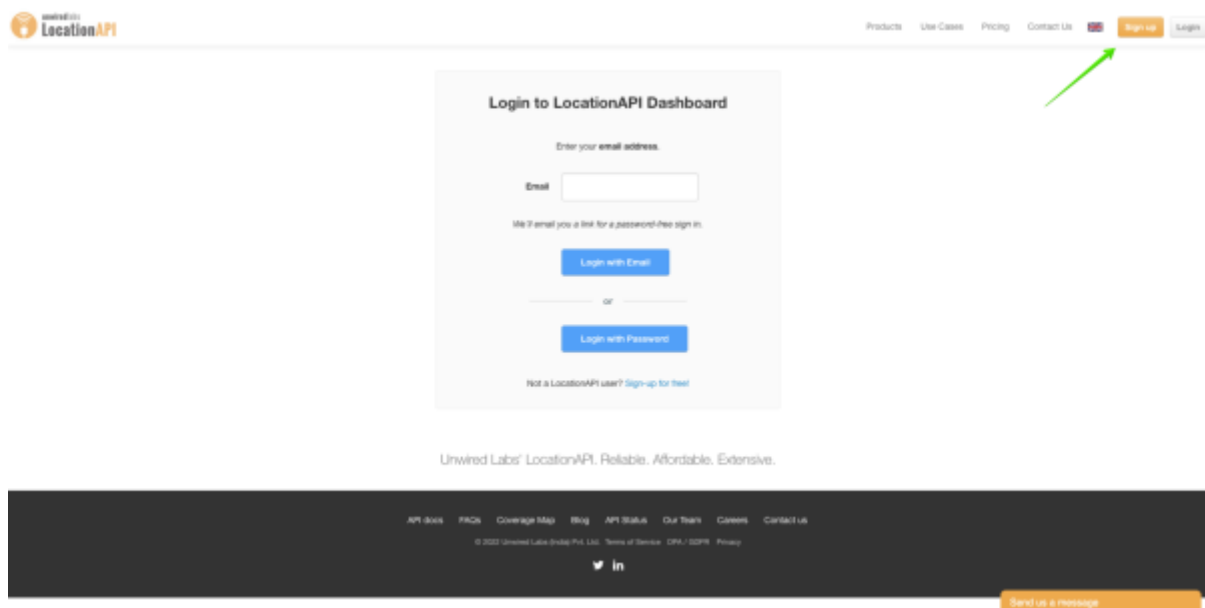 unwiredlabs
LocationAPI
Products Use Cases Pricing Contact Us Sign up Login
Login to LocationAPI Dashboard
Enter your email address.
Email
We'll email you a link for a password-free sign in.
Login with Email
or
Login with Password
Not a LocationAPI user? Sign-up for free!
Unwired Labs' LocationAPI. Reliable. Affordable. Extensive.
API docs FAQs Coverage Map Blog API Status Our Team Careers Contact us
© 2022 Unwired Labs (India) Pvt. Ltd. Terms of Service DPA / GDPR Privacy
in
Send us a message